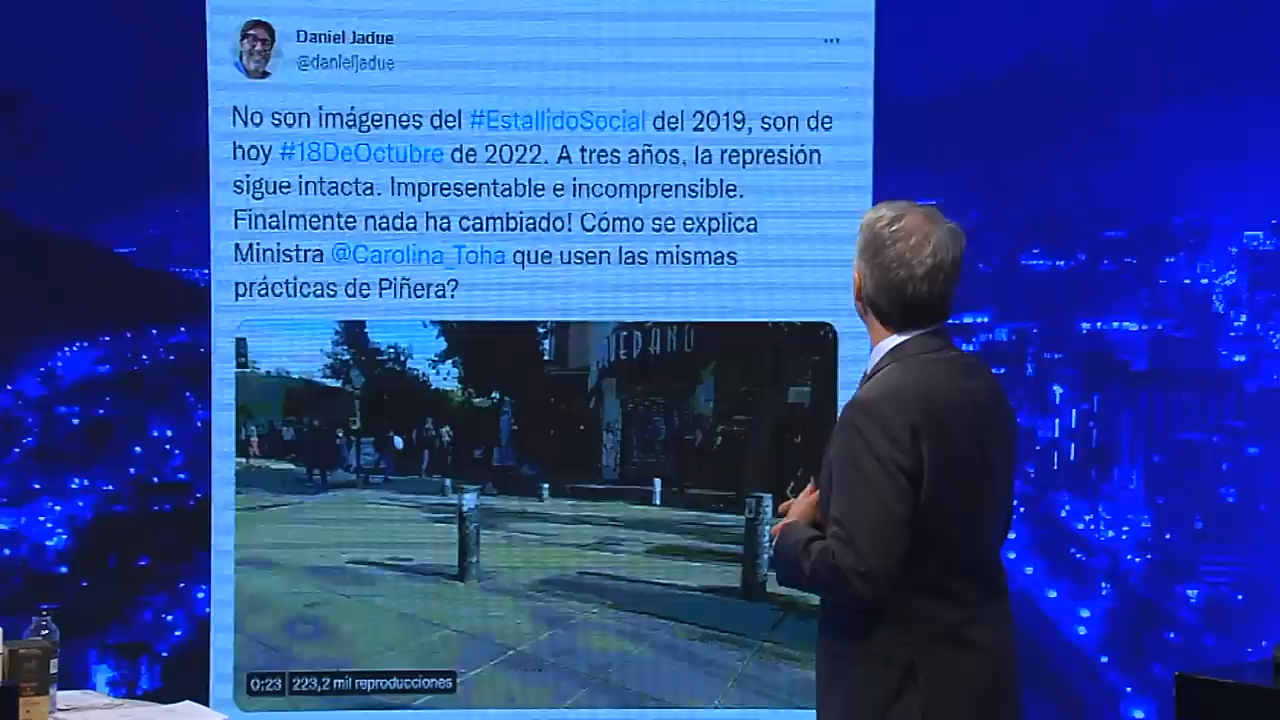 Daniel Jadue
@danieljadue
No son imágenes del #EstallidoSocial del 2019, son de
hoy #18DeOctubre de 2022. A tres años, la represión
sigue intacta. Impresentable e incomprensible.
Finalmente nada ha cambiado! Cómo se explica
Ministra @Carolina_Toha que usen las mismas
prácticas de Piñera?
0:23 223,2 mil reproducciones